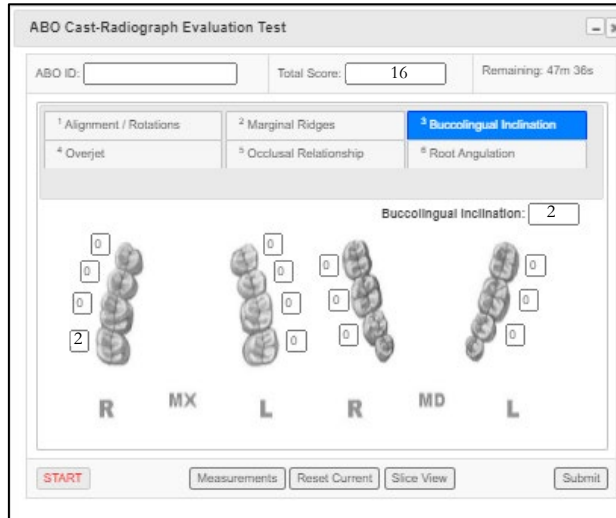 ABO Cast-Radiograph Evaluation Test
ABO ID: Total Score: 16 Remaining: 47m 36s
1 Alignment / Rotations 2 Marginal Ridges 3 Buccolingual Inclination
4 Overjet 5 Occlusal Relationship 6 Root Angulation
Buccolingual Inclination: 2
0 0 0 0
0 0 0 0
0 0 0 0
2 0
R MX L R MD L
START Measurements Reset Current Slice View Submit